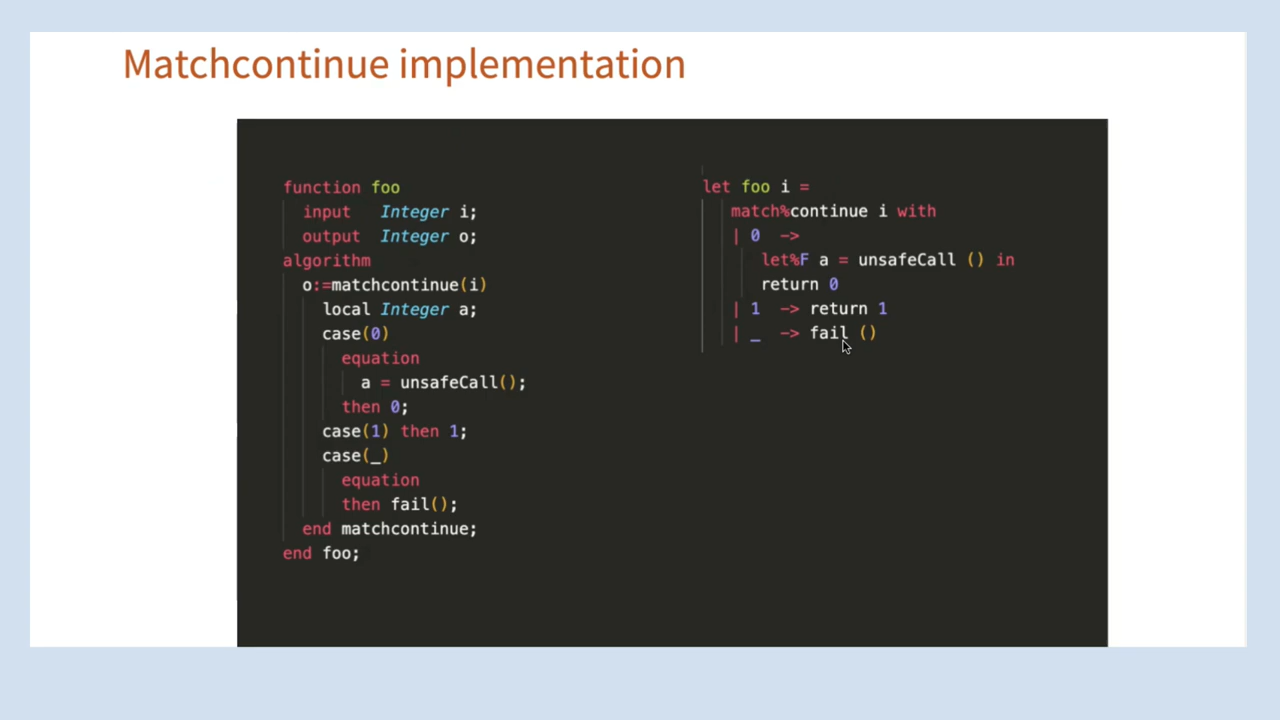 Matchcontinue implementation
function foo
input Integer i;
output Integer o;
algorithm
o:=matchcontinue(i)
local Integer a;
case(0)
equation
a = unsafeCall();
then 0;
case(1) then 1;
case(_)
equation
then fail();
end matchcontinue;
end foo;
let foo i =
match%continue i with
| 0 ->
let%F a = unsafeCall () in
return 0
| 1 -> return 1
| _ -> fail ()